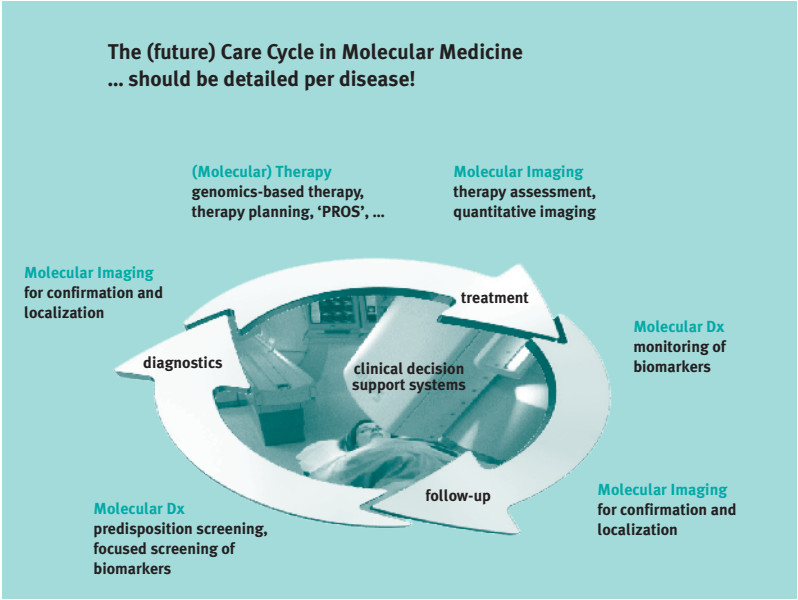 The (future) Care Cycle in Molecular Medicine
... should be detailed per disease!
(Molecular) Therapy
genomics-based therapy,
therapy planning, ‘PROS’, ...
Molecular Imaging
therapy assessment,
quantitative imaging
Molecular Imaging
for confirmation and
localization
treatment
Molecular Dx
monitoring of
biomarkers
diagnostics
clinical decision
support systems
follow-up
Molecular Imaging
for confirmation and
localization
Molecular Dx
predisposition screening,
focused screening of
biomarkers